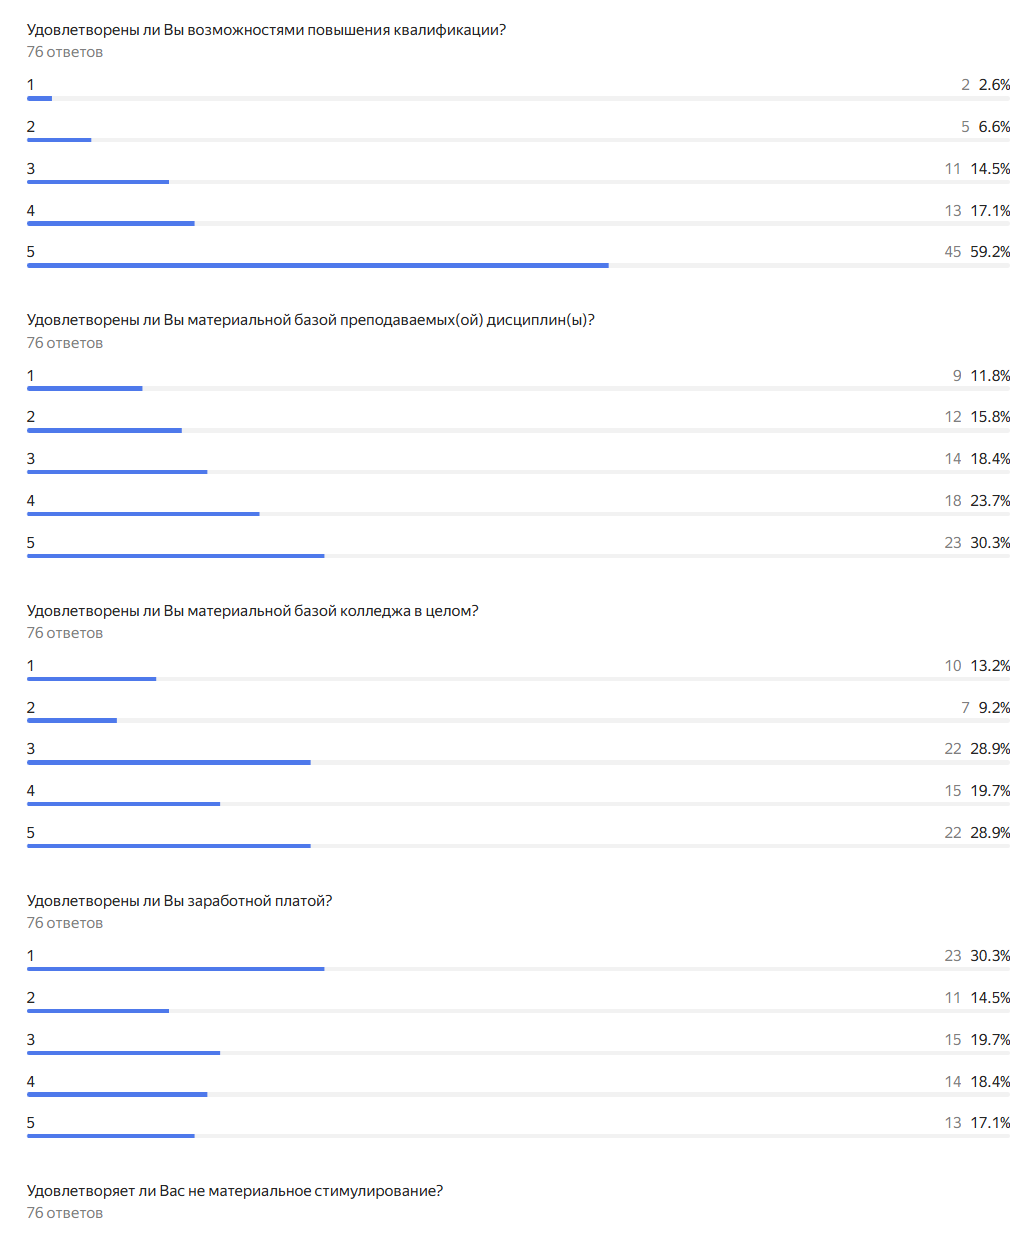 Удовлетворены ли Вы возможностями повышения квалификации?
76 ответов
1 2 2.6%
2 5 6.6%
3 11 14.5%
4 13 17.1%
5 45 59.2%
Удовлетворены ли Вы материальной базой преподаваемых(ой) дисциплин(ы)?
76 ответов
1 9 11.8%
2 12 15.8%
3 14 18.4%
4 18 23.7%
5 23 30.3%
Удовлетворены ли Вы материальной базой колледжа в целом?
76 ответов
1 10 13.2%
2 7 9.2%
3 22 28.9%
4 15 19.7%
5 22 28.9%
Удовлетворены ли Вы заработной платой?
76 ответов
1 23 30.3%
2 11 14.5%
3 15 19.7%
4 14 18.4%
5 13 17.1%
Удовлетворяет ли Вас не материальное стимулирование?
76 ответов